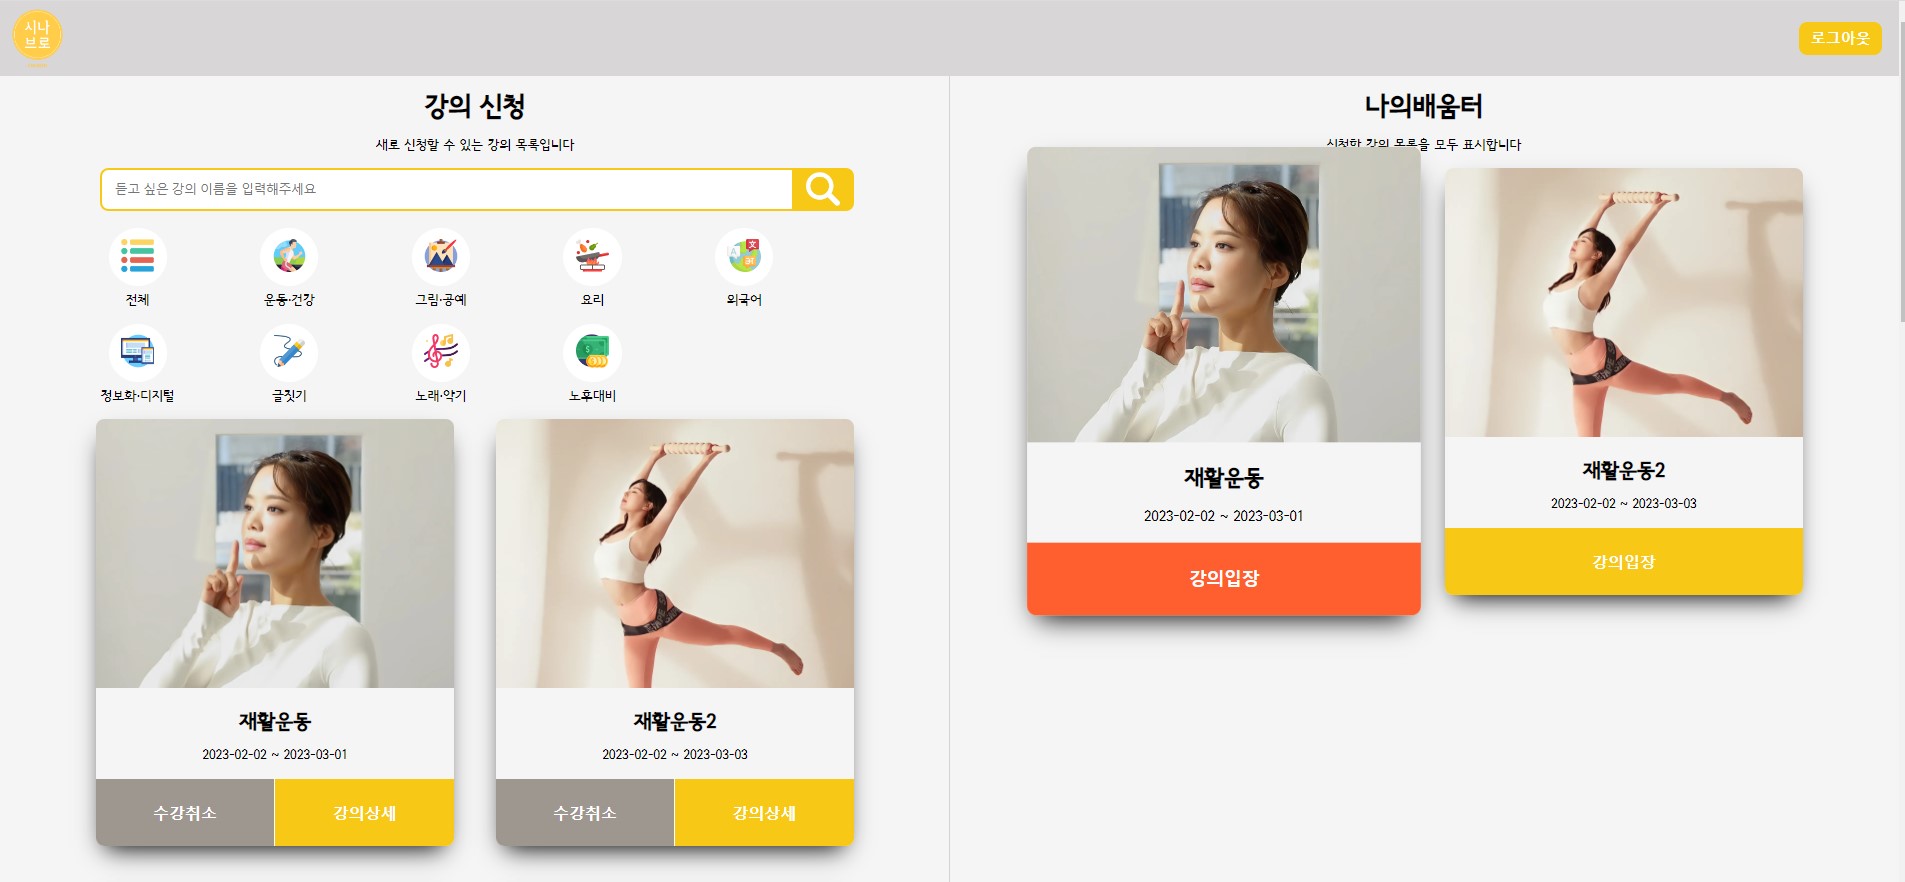 시나
브로
로그아웃
강의 신청
새로 신청할 수 있는 강의 목록입니다
듣고 싶은 강의 이름을 입력해주세요
전체
운동·건강
그림·공예
요리
외국어
정보화·디지털
글짓기
노래·악기
노후대비
재활운동
2023-02-02 ~ 2023-03-01
수강취소
강의상세
재활운동2
2023-02-02 ~ 2023-03-03
수강취소
강의상세
나의배움터
신청한 강의 목록을 모두 표시합니다
재활운동
2023-02-02 ~ 2023-03-01
강의입장
재활운동2
2023-02-02 ~ 2023-03-03
강의입장